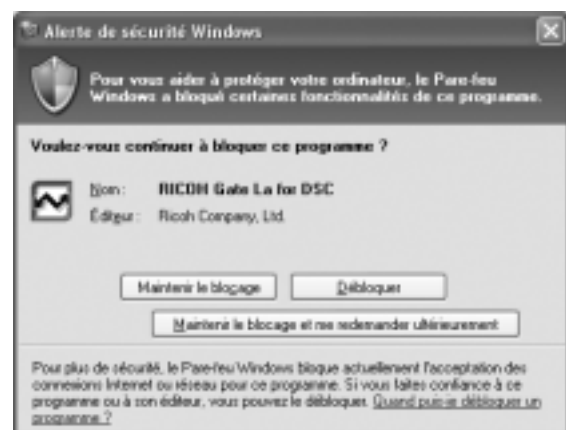 Alerte de sécurité Windows
Pour vous aider à protéger votre ordinateur, le Pare-feu
Windows a bloqué certaines fonctionnalités de ce programme.
Voulez-vous continuer à bloquer ce programme ?
Nom : RICOH Gate La for DSC
Éditeur : Ricoh Company, Ltd.
Maintenir le blocage Débloquer
Maintenir le blocage et me redemander ultérieurement
Pour plus de sécurité, le Pare-feu Windows bloque actuellement l'acceptation des
connexions Internet ou réseau pour ce programme. Si vous faites confiance à ce
programme ou à son éditeur, vous pouvez le débloquer. Quand puis-je débloquer un
programme ?